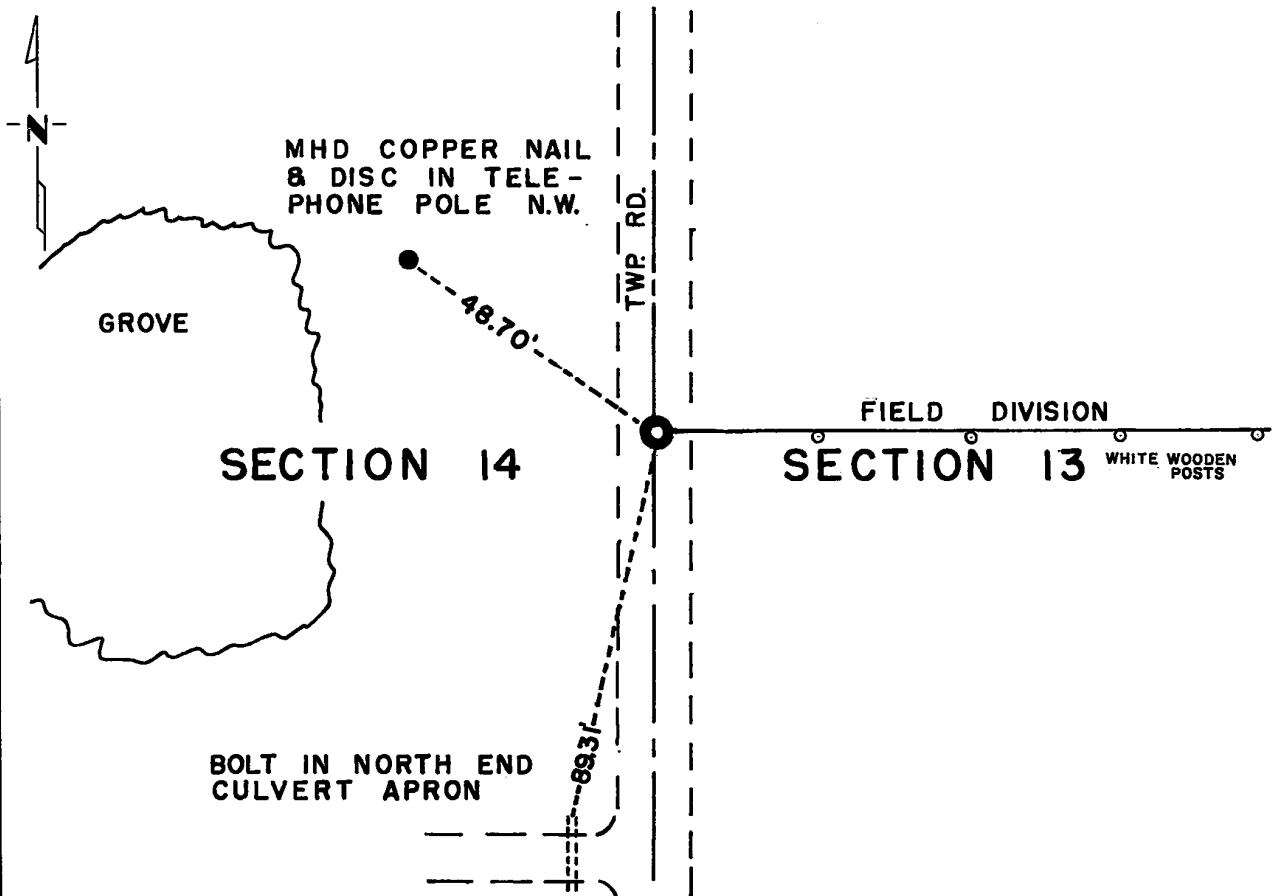 N
MHD COPPER NAIL
& DISC IN TELE-
PHONE POLE N.W.
TWP. RD.
48.70'
GROVE
FIELD DIVISION
SECTION 14
SECTION 13
WHITE WOODEN
POSTS
89.31'
BOLT IN NORTH END
CULVERT APRON